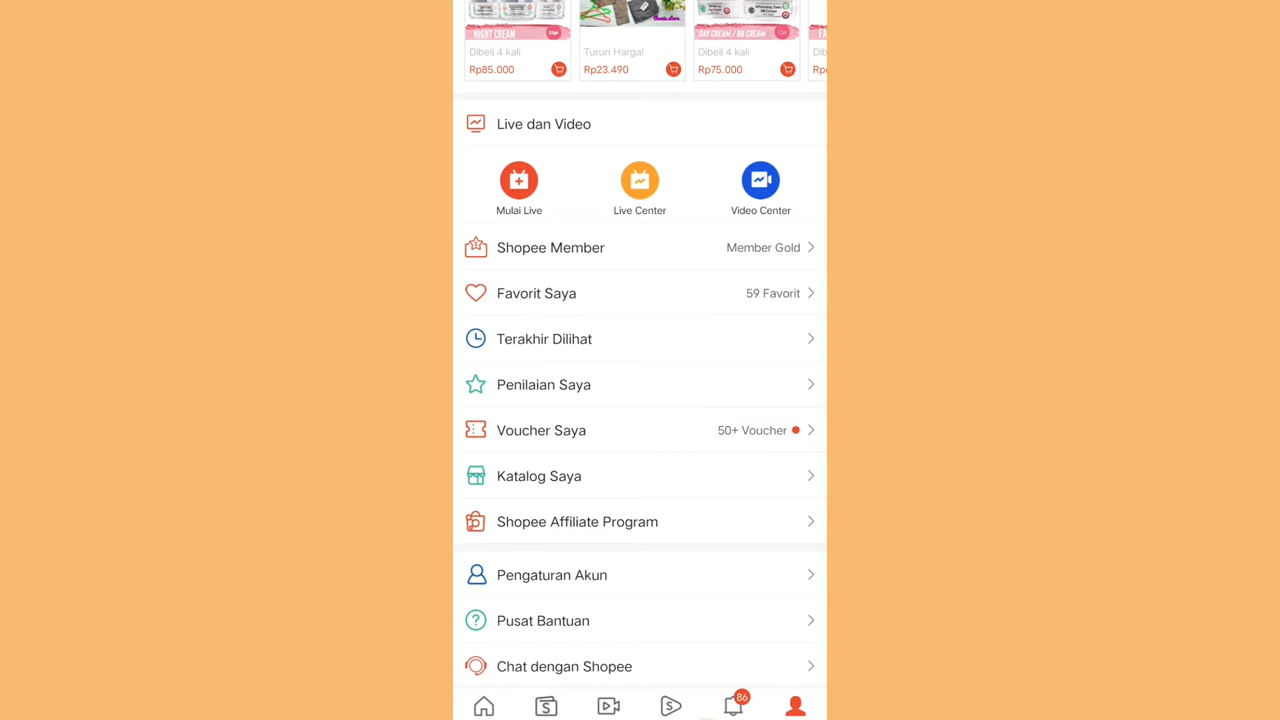 NIGHT CREAM
DAY CREAM / BB CREAM
Dibeli 4 kali
Turun Harga!
Dibeli 4 kali
Rp85.000
Rp23.490
Rp75.000
Live dan Video
Mulai Live
Live Center
Video Center
Shopee Member
Member Gold
Favorit Saya
59 Favorit
Terakhir Dilihat
Penilaian Saya
Voucher Saya
50+ Voucher
Katalog Saya
Shopee Affiliate Program
Pengaturan Akun
Pusat Bantuan
Chat dengan Shopee
86